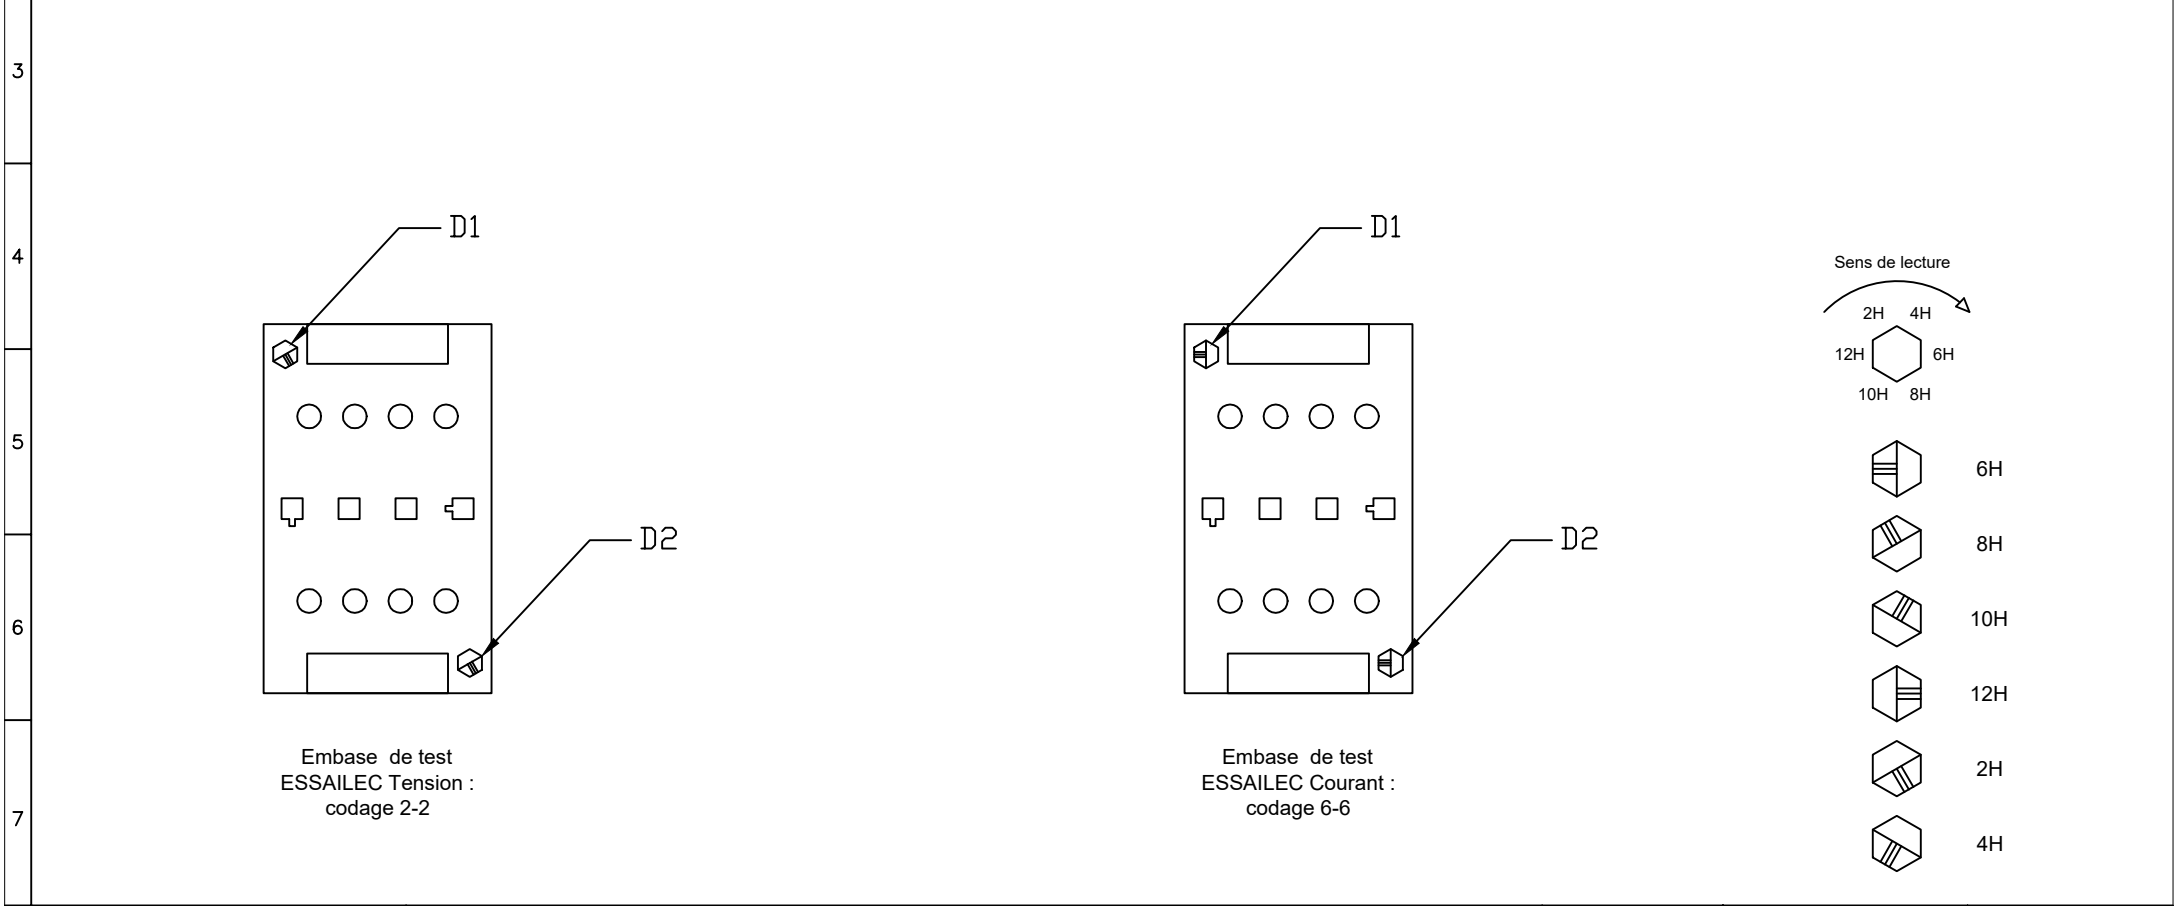 3
4
5
6
7
D1
D2
Embase de test
ESSAILEC Tension :
codage 2-2
D1
D2
Embase de test
ESSAILEC Courant :
codage 6-6
Sens de lecture
2H 4H
12H 6H
10H 8H
6H
8H
10H
12H
2H
4H